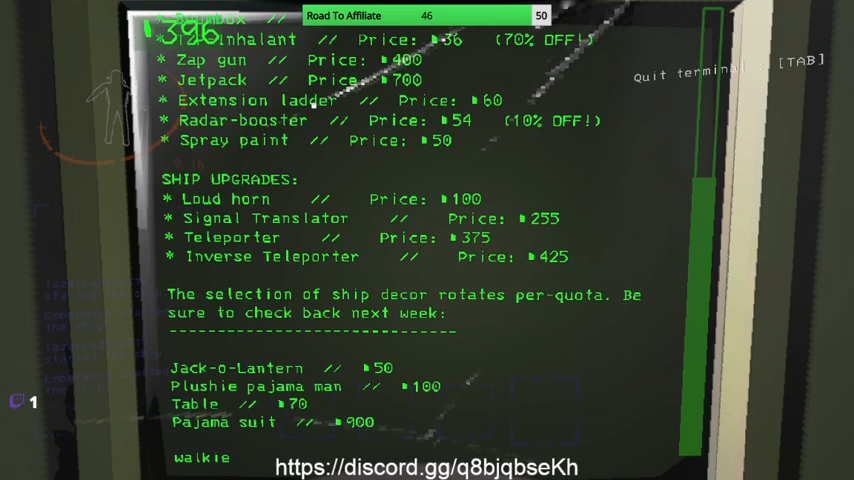 Road To Affiliate 46 50
396
* TZP-Inhalant // Price: ▮36 (70% OFF!)
* Zap gun // Price: ▮400
* Jetpack // Price: ▮700
* Extension ladder // Price: ▮60
* Radar-booster // Price: ▮54 (10% OFF!)
* Spray paint // Price: ▮50
Quit terminal : [TAB]
SHIP UPGRADES:
* Loud horn // Price: ▮100
* Signal Translator // Price: ▮255
* Teleporter // Price: ▮375
* Inverse Teleporter // Price: ▮425
The selection of ship decor rotates per-quota. Be
sure to check back next week:
------------------------------
Jack-o-Lantern // ▮50
Plushie pajama man // ▮100
Table // ▮70
Pajama suit // ▮900
walkie
1
https://discord.gg/q8bjqbseKh